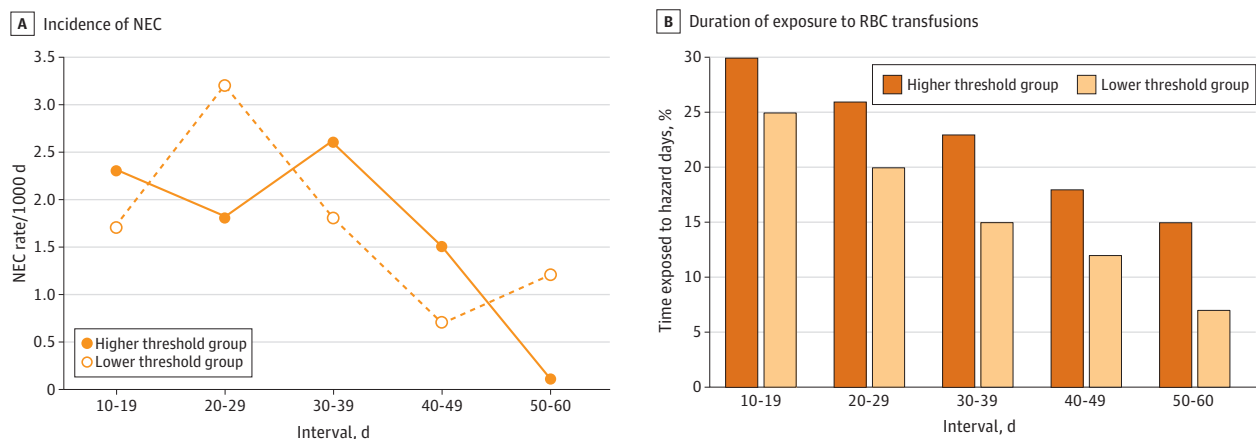 A Incidence of NEC
3.5
3.0
2.5
2.0
1.5
1.0
0.5
0
NEC rate/1000 d
Higher threshold group
Lower threshold group
10-19 20-29 30-39 40-49 50-60
Interval, d
B Duration of exposure to RBC transfusions
30
25
20
15
10
5
0
Time exposed to hazard days, %
Higher threshold group Lower threshold group
10-19 20-29 30-39 40-49 50-60
Interval, d